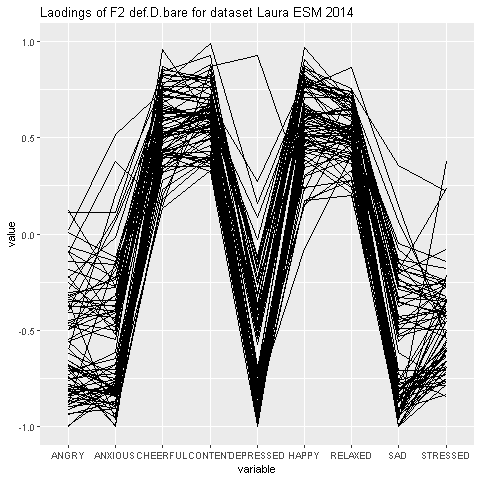 Laodings of F2 def.D.bare for dataset Laura ESM 2014
value
1.0
0.5
0.0
-0.5
-1.0
ANGRY ANXIOUS CHEERFUL CONTENT DEPRESSED HAPPY RELAXED SAD STRESSED
variable